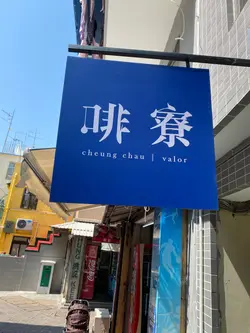 啡寮
cheung chau | valor